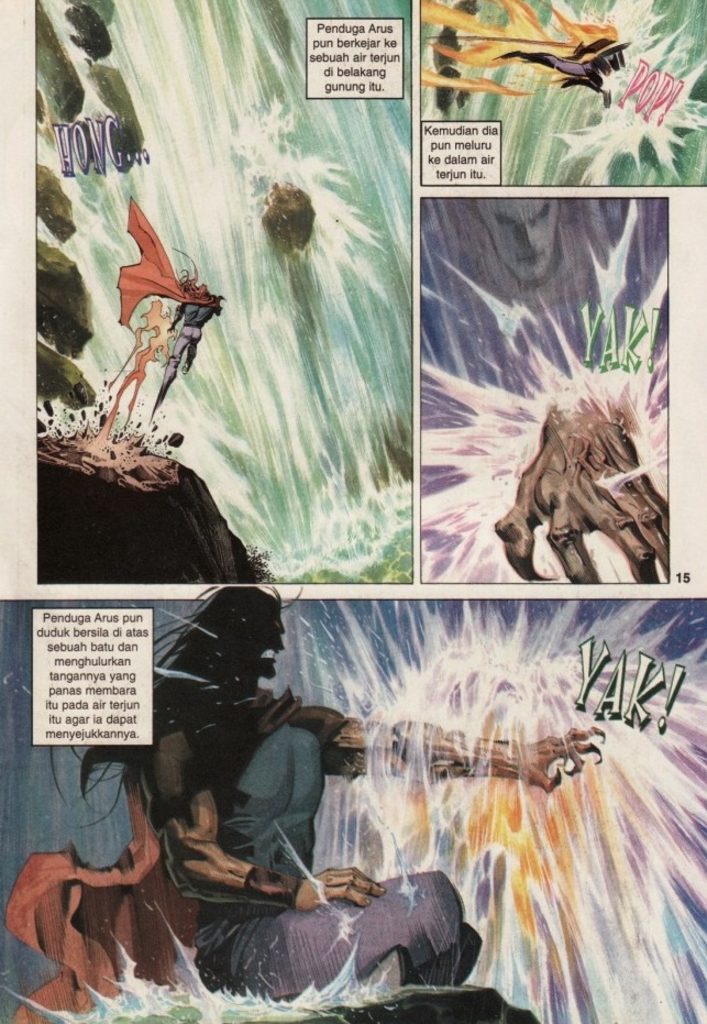 Penduga Arus
pun berkejar ke
sebuah air terjun
di belakang
gunung itu.
HONG...
POP!
Kemudian dia
pun meluru
ke dalam air
terjun itu.
YAK!
15
Penduga Arus pun
duduk bersila di atas
sebuah batu dan
menghulurkan
tangannya yang
panas membara
itu pada air terjun
itu agar ia dapat
menyejukkannya.
YAK!